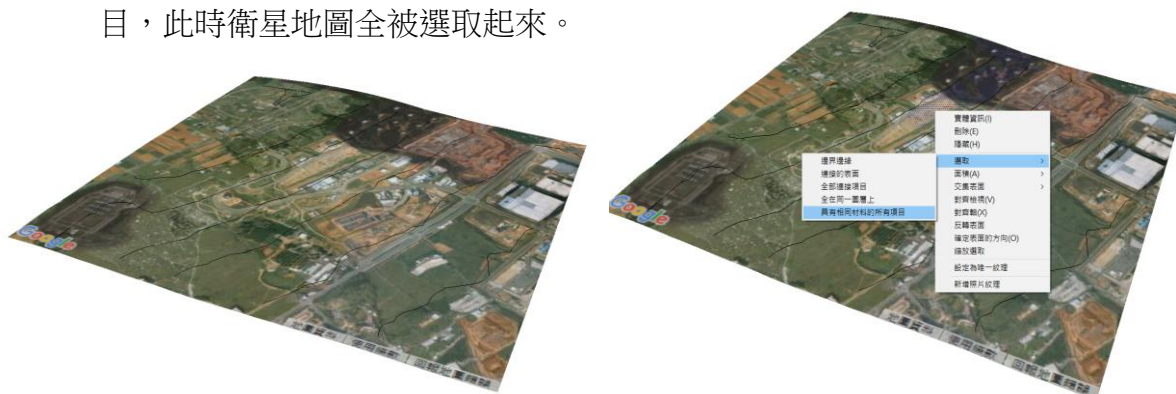 目，此時衛星地圖全被選取起來。
Google
實體資訊(I)
刪除(E)
隱藏(H)
選取
面積(A)
交集表面
對齊檢視(V)
對齊軸(X)
反轉表面
確定表面的方向(O)
縮放選取
設定為唯一紋理
新增照片紋理
邊界邊緣
連接的表面
全部連接項目
全在同一圖層上
具有相同材料的所有項目
Google